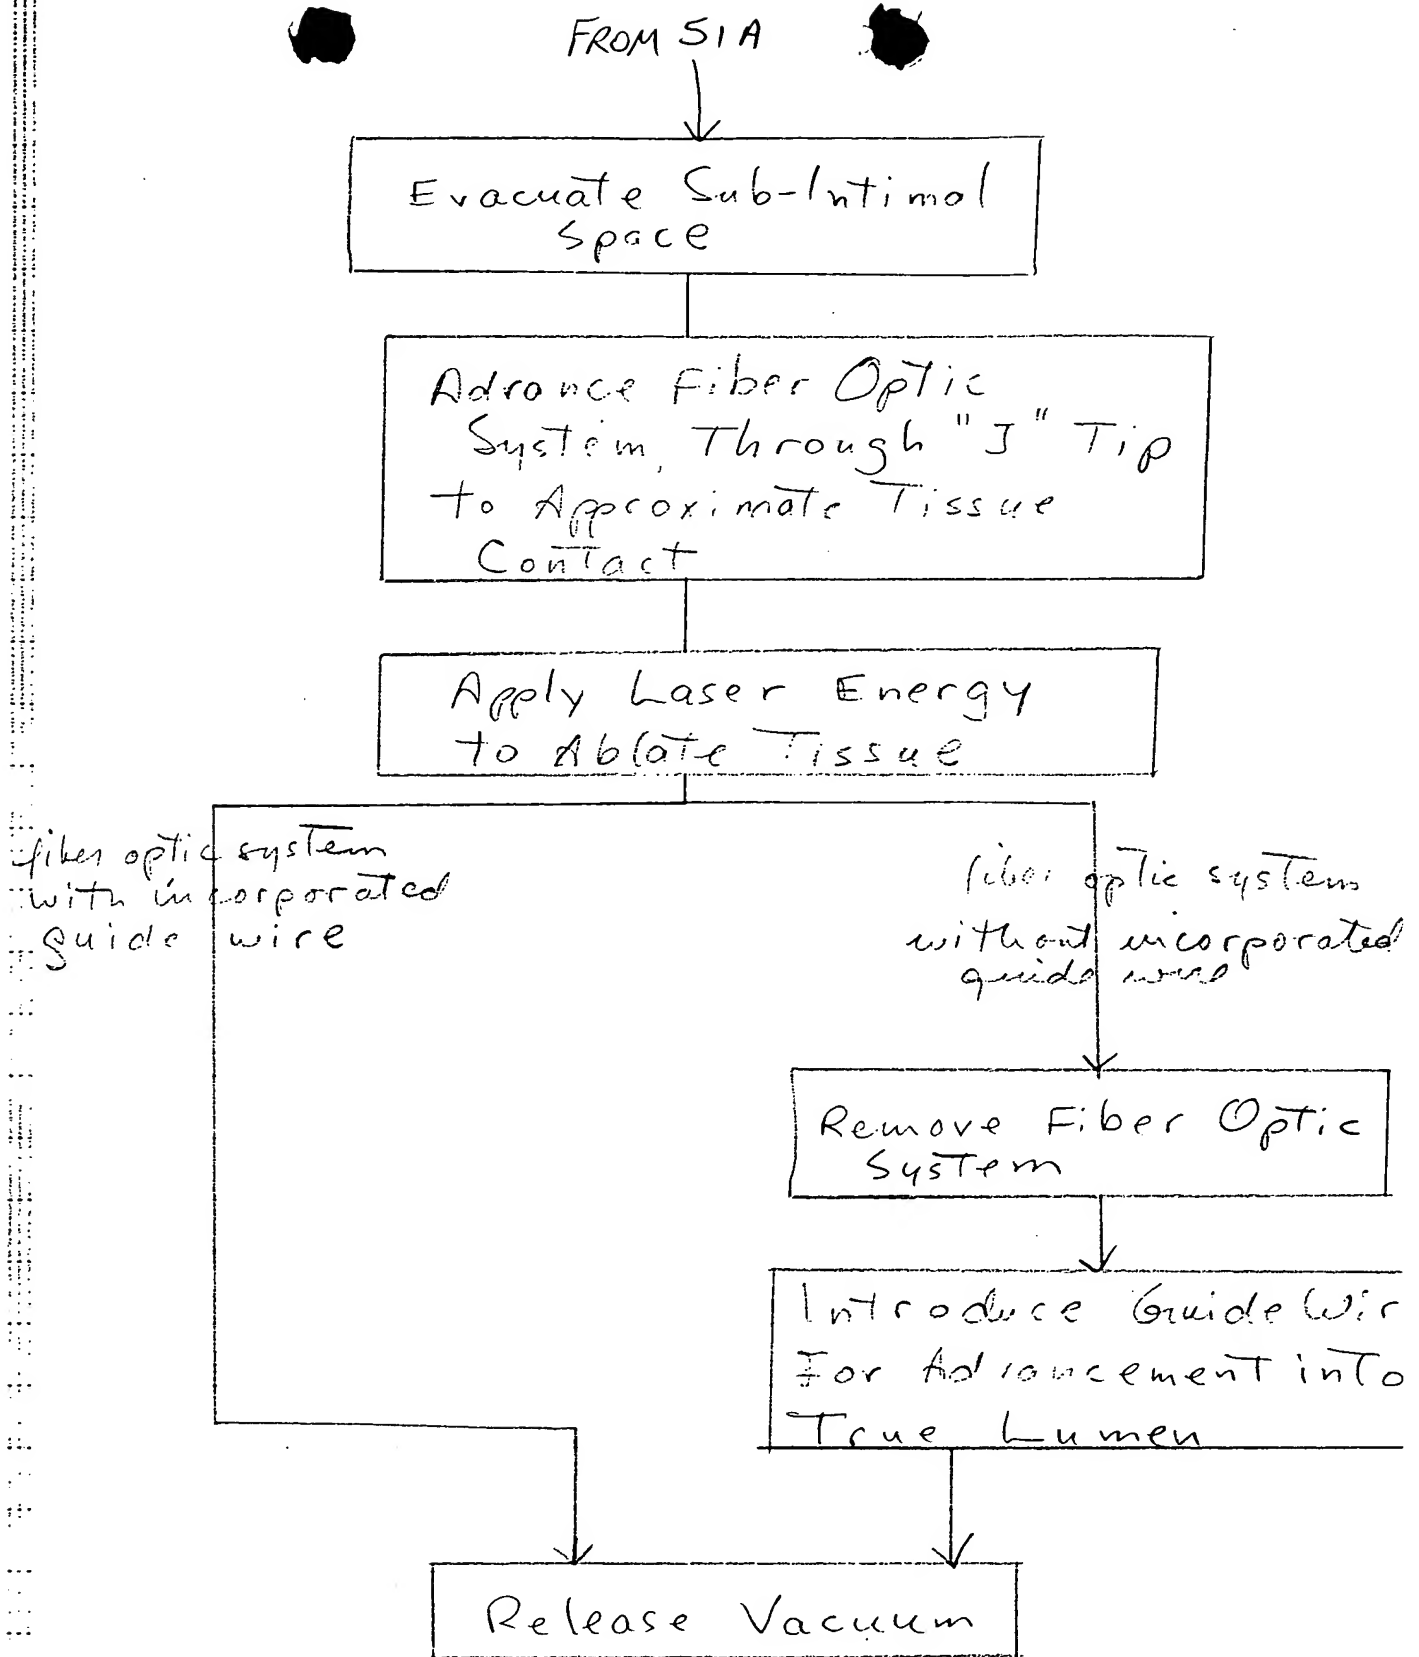 FROM 51A
Evacuate Sub-Intimal
Space
Advance Fiber Optic
System, Through "J" Tip
to Approximate Tissue
Contact
Apply Laser Energy
to Ablate Tissue
fiber optic system
with incorporated
guide wire
fiber optic system
without incorporated
guide wire
Remove Fiber Optic
System
Introduce Guide Wir
For Advancement into
True Lumen
Release Vacuum